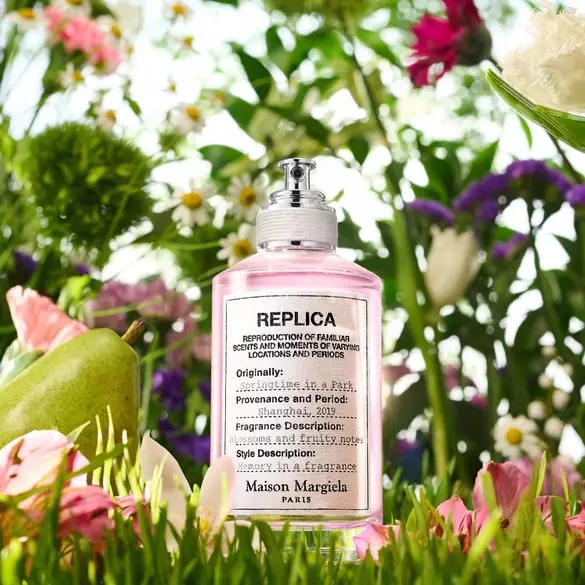 REPLICA
REPRODUCTION OF FAMILIAR
SCENTS AND MOMENTS OF VARYING
LOCATIONS AND PERIODS
Originally:
Springtime in a Park
Provenance and Period:
Shanghai, 2019
Fragrance Description:
Blossoms and fruity notes
Style Description:
Memory in a fragrance
Maison Margiela
PARIS